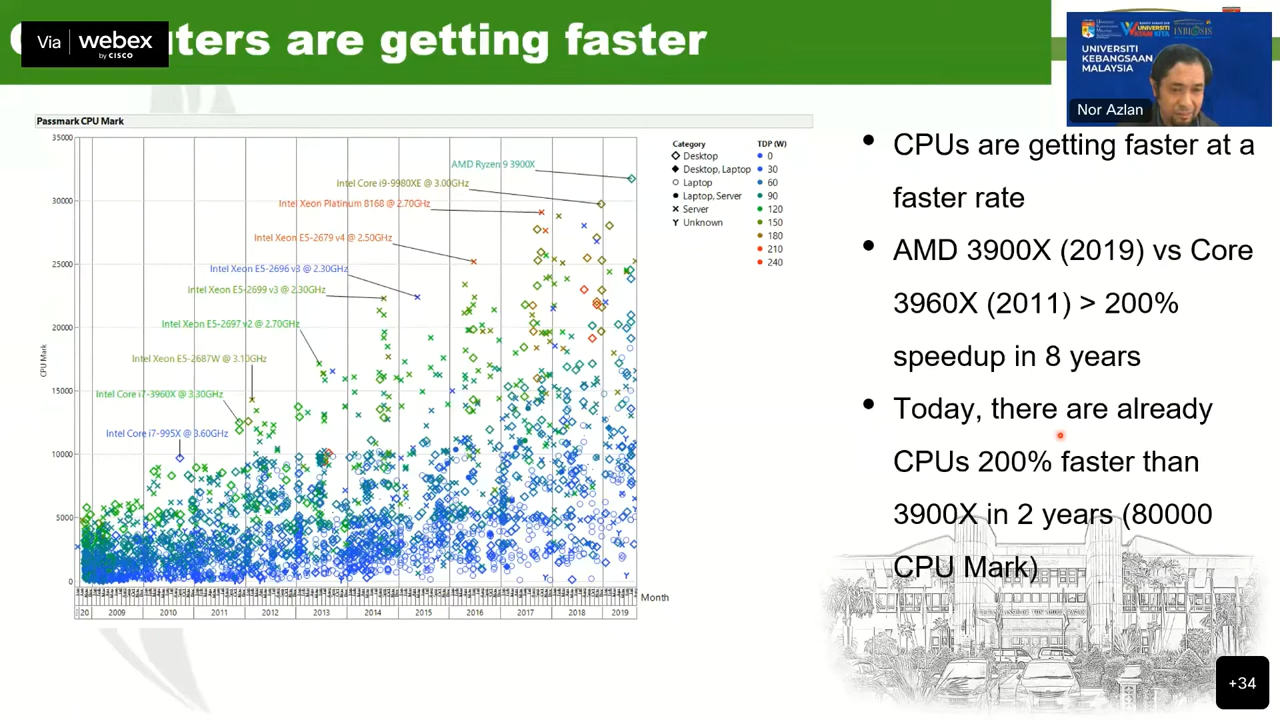 uters are getting faster
Via webex
by CISCO
UNIVERSITI
KEBANGSAAN
MALAYSIA
Nor Azlan
Passmark CPU Mark
35000
30000
25000
20000
15000
10000
5000
0
CPU Mark
AMD Ryzen 9 3900X
Intel Core i9-9980XE @ 3.00GHz
Intel Xeon Platinum 8168 @ 2.70GHz
Intel Xeon E5-2679 v4 @ 2.50GHz
Intel Xeon E5-2696 v3 @ 2.30GHz
Intel Xeon E5-2699 v3 @ 2.30GHz
Intel Xeon E5-2697 v2 @ 2.70GHz
Intel Xeon E5-2687W @ 3.10GHz
Intel Core i7-3960X @ 3.30GHz
Intel Core i7-995X @ 3.60GHz
20 2009 2010 2011 2012 2013 2014 2015 2016 2017 2018 2019
Month
Category
Desktop
Desktop, Laptop
Laptop
Laptop, Server
Server
Unknown
TDP (W)
0
30
60
90
120
150
180
210
240
• CPUs are getting faster at a
faster rate
• AMD 3900X (2019) vs Core
3960X (2011) > 200%
speedup in 8 years
• Today, there are already
CPUs 200% faster than
3900X in 2 years (80000
CPU Mark)
+34